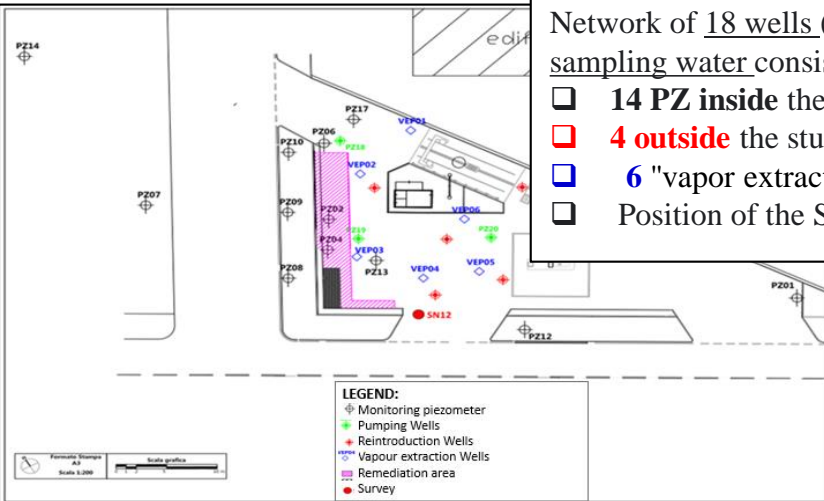 Network of 18 wells (
sampling water consis
14 PZ inside the
4 outside the stu
6 "vapor extract
Position of the S
edif
PZ14
PZ17
VEP01
PZ06
PZ18
PZ10
VEP02
PZ07
PZ09
PZ02
VEP06
PZ19
PZ20
PZ04
VEP03
PZ08
PZ13
VEP04
VEP05
PZ01
SN12
PZ12
LEGEND:
Monitoring piezometer
Pumping Wells
Reintroduction Wells
VEP04 Vapour extraction Wells
Remediation area
Survey
Formato Stampa
A3
Scala 1:200
Scala grafica